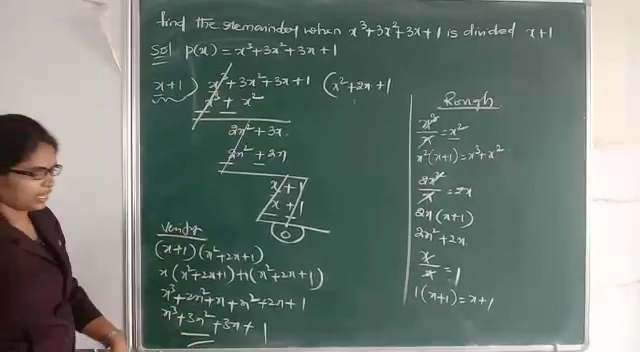 find the remainder when x³+3x²+3x+1 is divided x+1
Sol p(x) = x³+3x²+3x+1
x+1) x³+3x²+3x+1 (x²+2x+1
x³ + x²
2x²+3x
2x² + 2x
x+1
x+1
0
Verify
(x+1)(x²+2x+1)
x(x²+2x+1)+1(x²+2x+1)
x³+2x²+x+x²+2x+1
x³+3x²+3x+1
Rough
x³/x = x²
x²(x+1)=x³+x²
2x²/x = 2x
2x(x+1)
2x²+2x
x/x = 1
1(x+1)=x+1